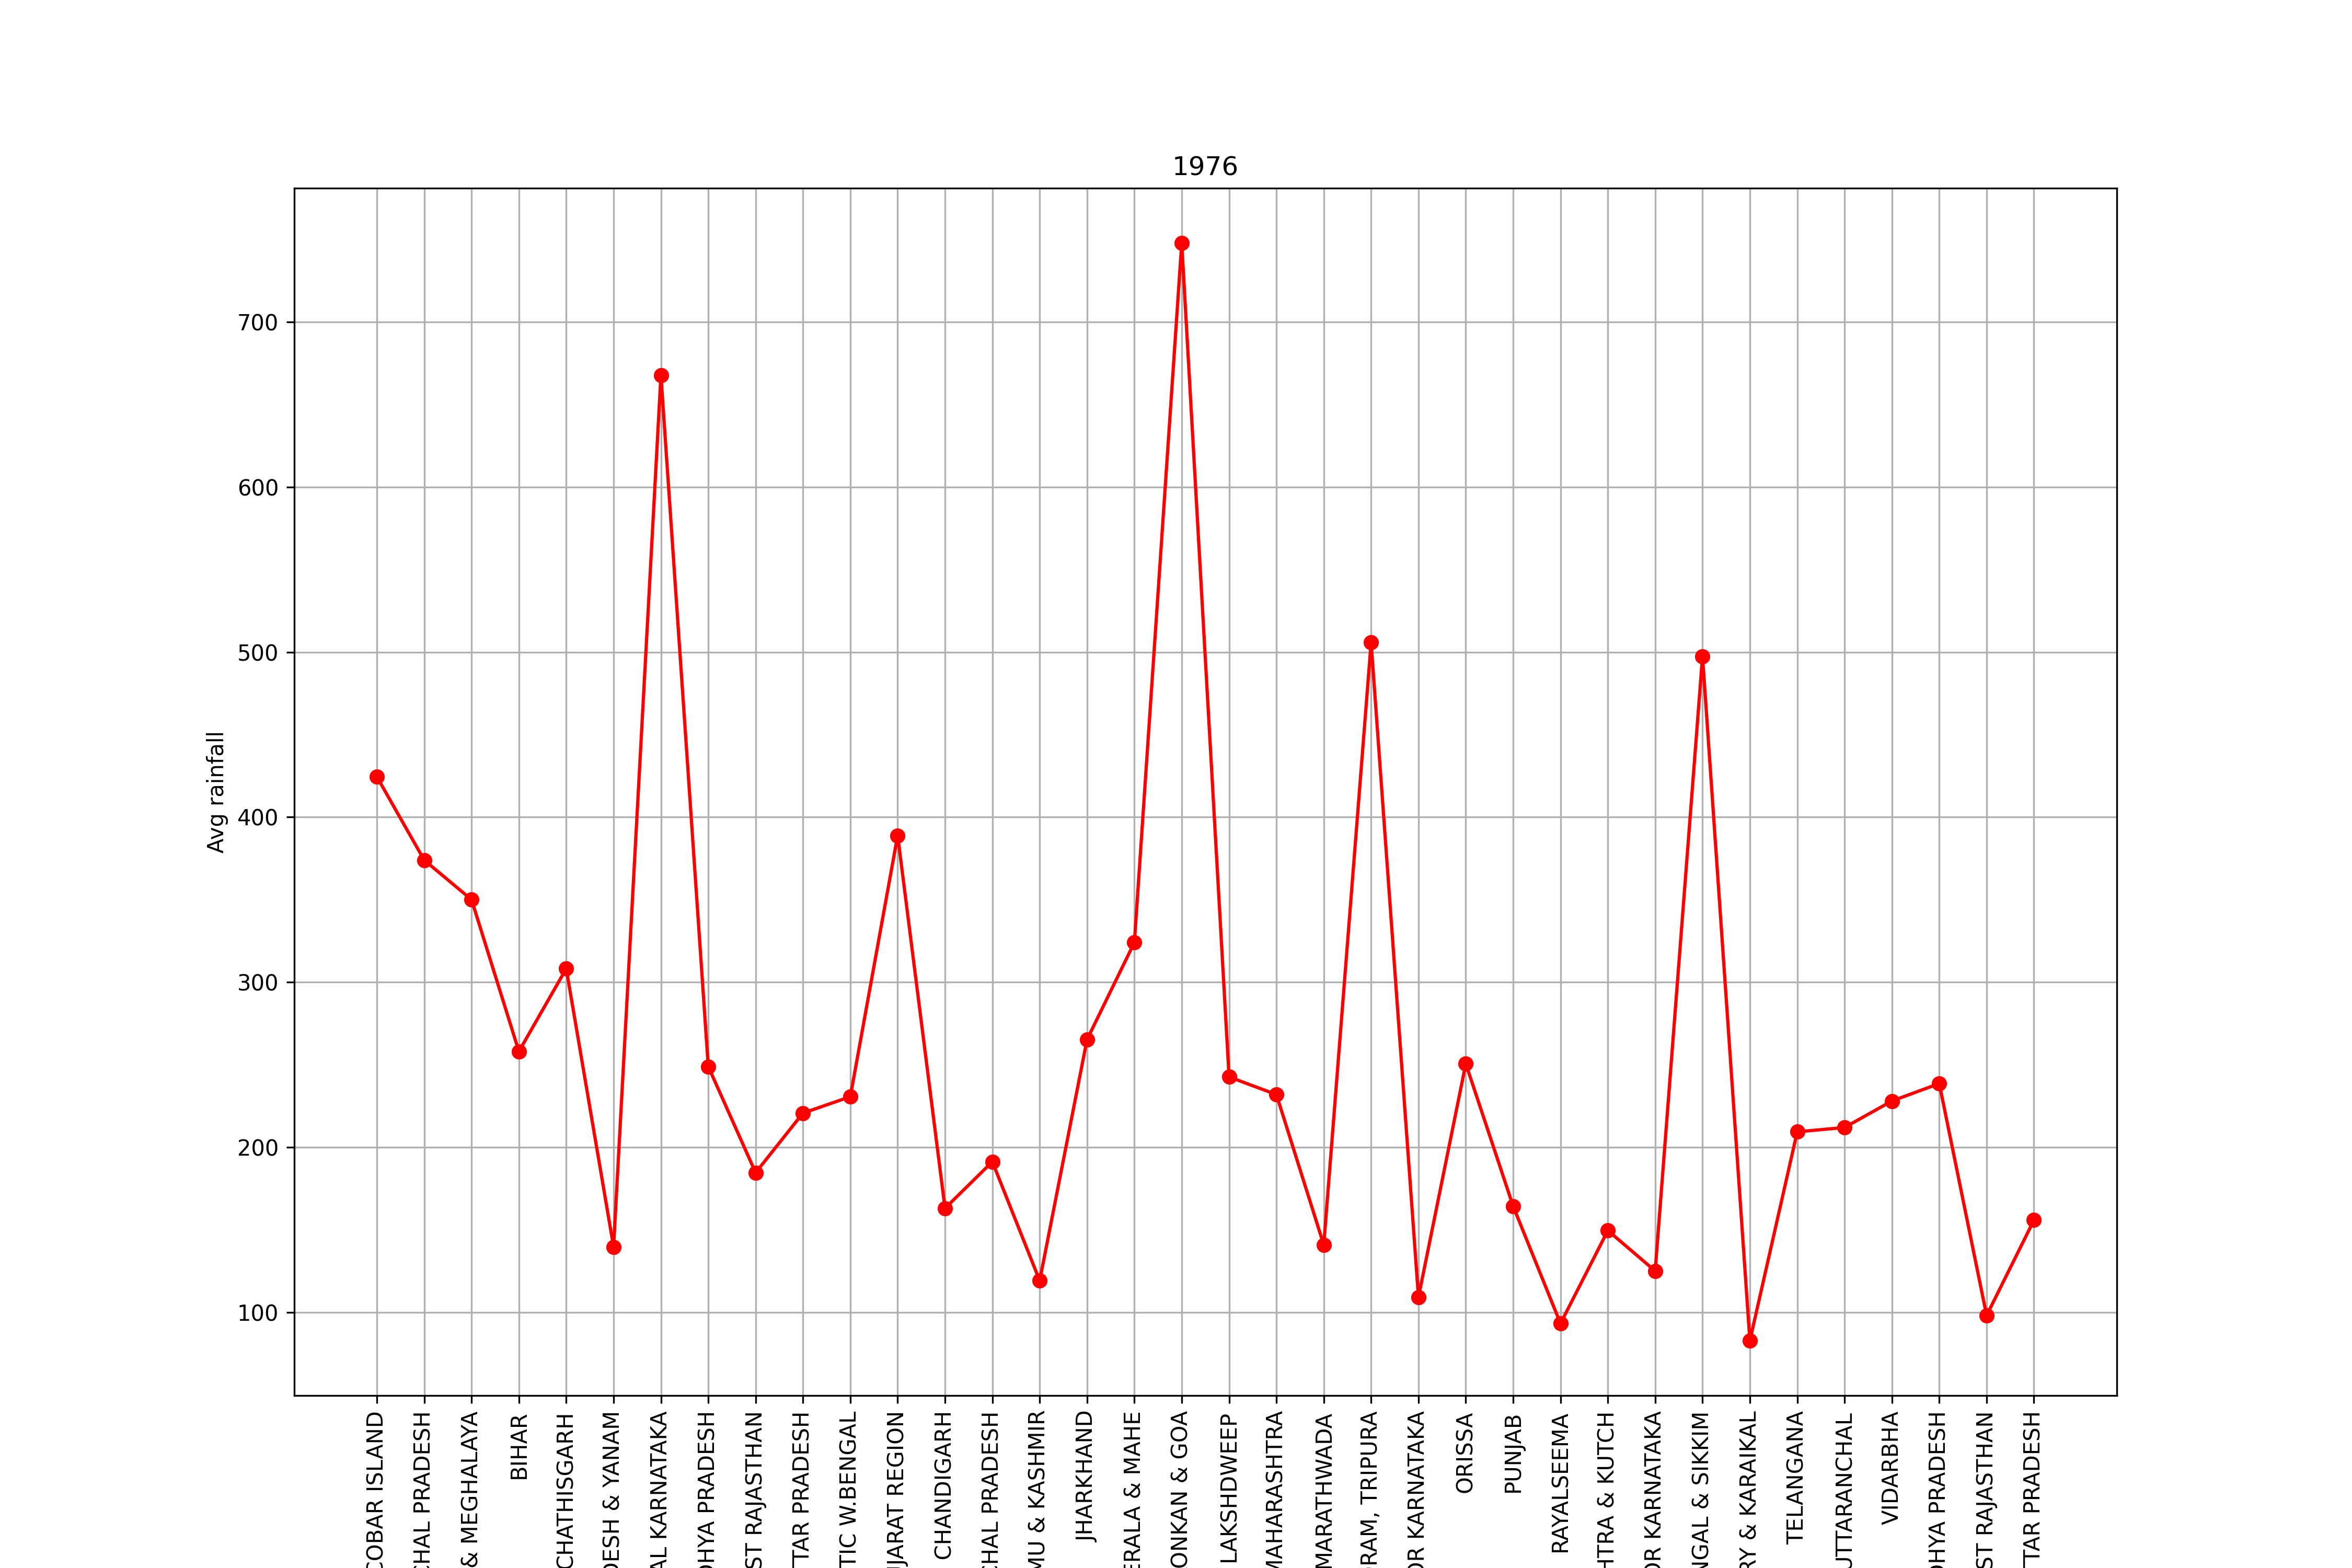 1976
Avg rainfall
700
600
500
400
300
200
100
COBAR ISLAND
CHAL PRADESH
& MEGHALAYA
BIHAR
CHATHISGARH
DESH & YANAM
AL KARNATAKA
DHYA PRADESH
ST RAJASTHAN
TTAR PRADESH
TIC W.BENGAL
JARAT REGION
CHANDIGARH
CHAL PRADESH
MU & KASHMIR
JHARKHAND
ERALA & MAHE
ONKAN & GOA
LAKSHDWEEP
MAHARASHTRA
MARATHWADA
RAM, TRIPURA
OR KARNATAKA
ORISSA
PUNJAB
RAYALSEEMA
HTRA & KUTCH
OR KARNATAKA
NGAL & SIKKIM
RY & KARAIKAL
TELANGANA
UTTARANCHAL
VIDARBHA
DHYA PRADESH
ST RAJASTHAN
TTAR PRADESH